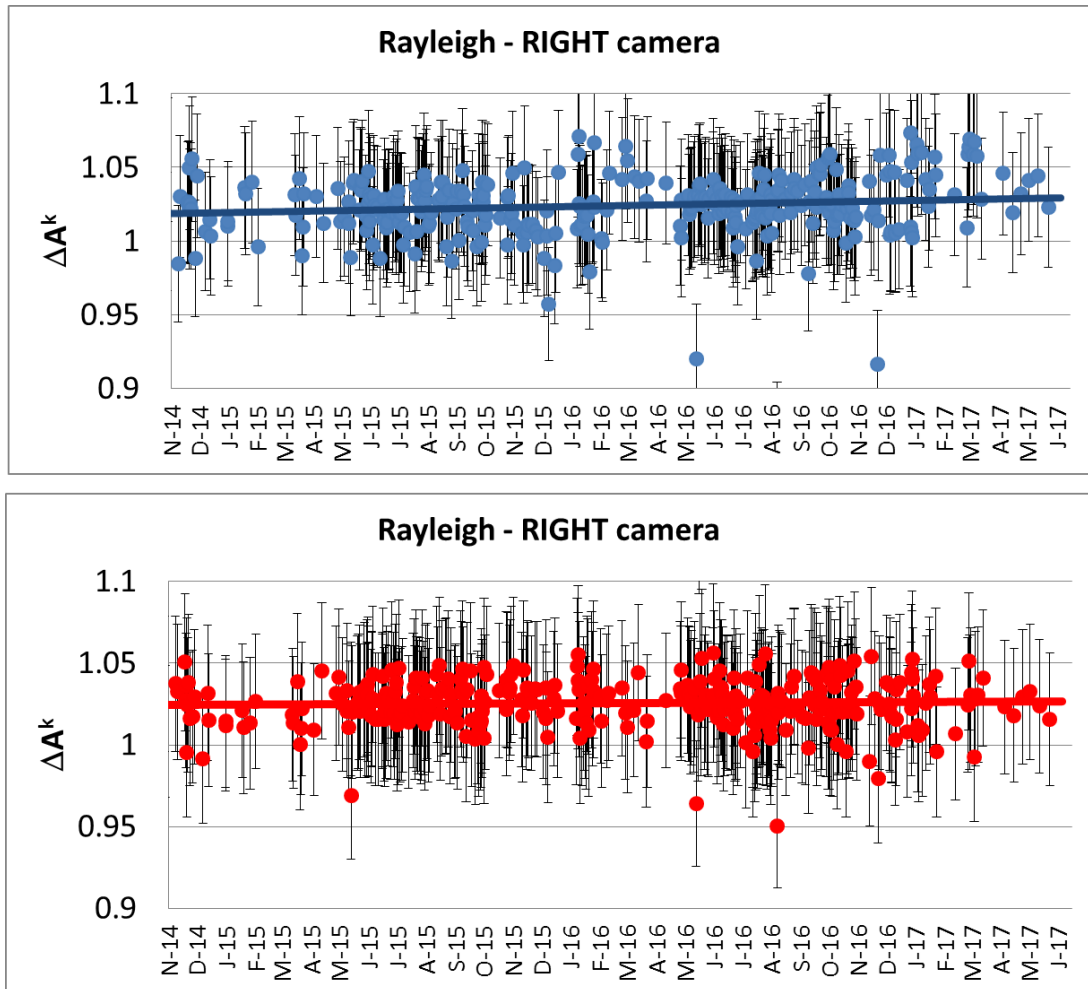 Rayleigh - RIGHT camera
1.1
1.05
1
0.95
0.9
ΔAᵏ
N-14
D-14
J-15
F-15
M-15
A-15
M-15
J-15
J-15
A-15
S-15
O-15
N-15
D-15
J-16
F-16
M-16
A-16
M-16
J-16
J-16
A-16
S-16
O-16
N-16
D-16
J-17
F-17
M-17
A-17
M-17
J-17
Rayleigh - RIGHT camera
1.1
1.05
1
0.95
0.9
ΔAᵏ
N-14
D-14
J-15
F-15
M-15
A-15
M-15
J-15
J-15
A-15
S-15
O-15
N-15
D-15
J-16
F-16
M-16
A-16
M-16
J-16
J-16
A-16
S-16
O-16
N-16
D-16
J-17
F-17
M-17
A-17
M-17
J-17